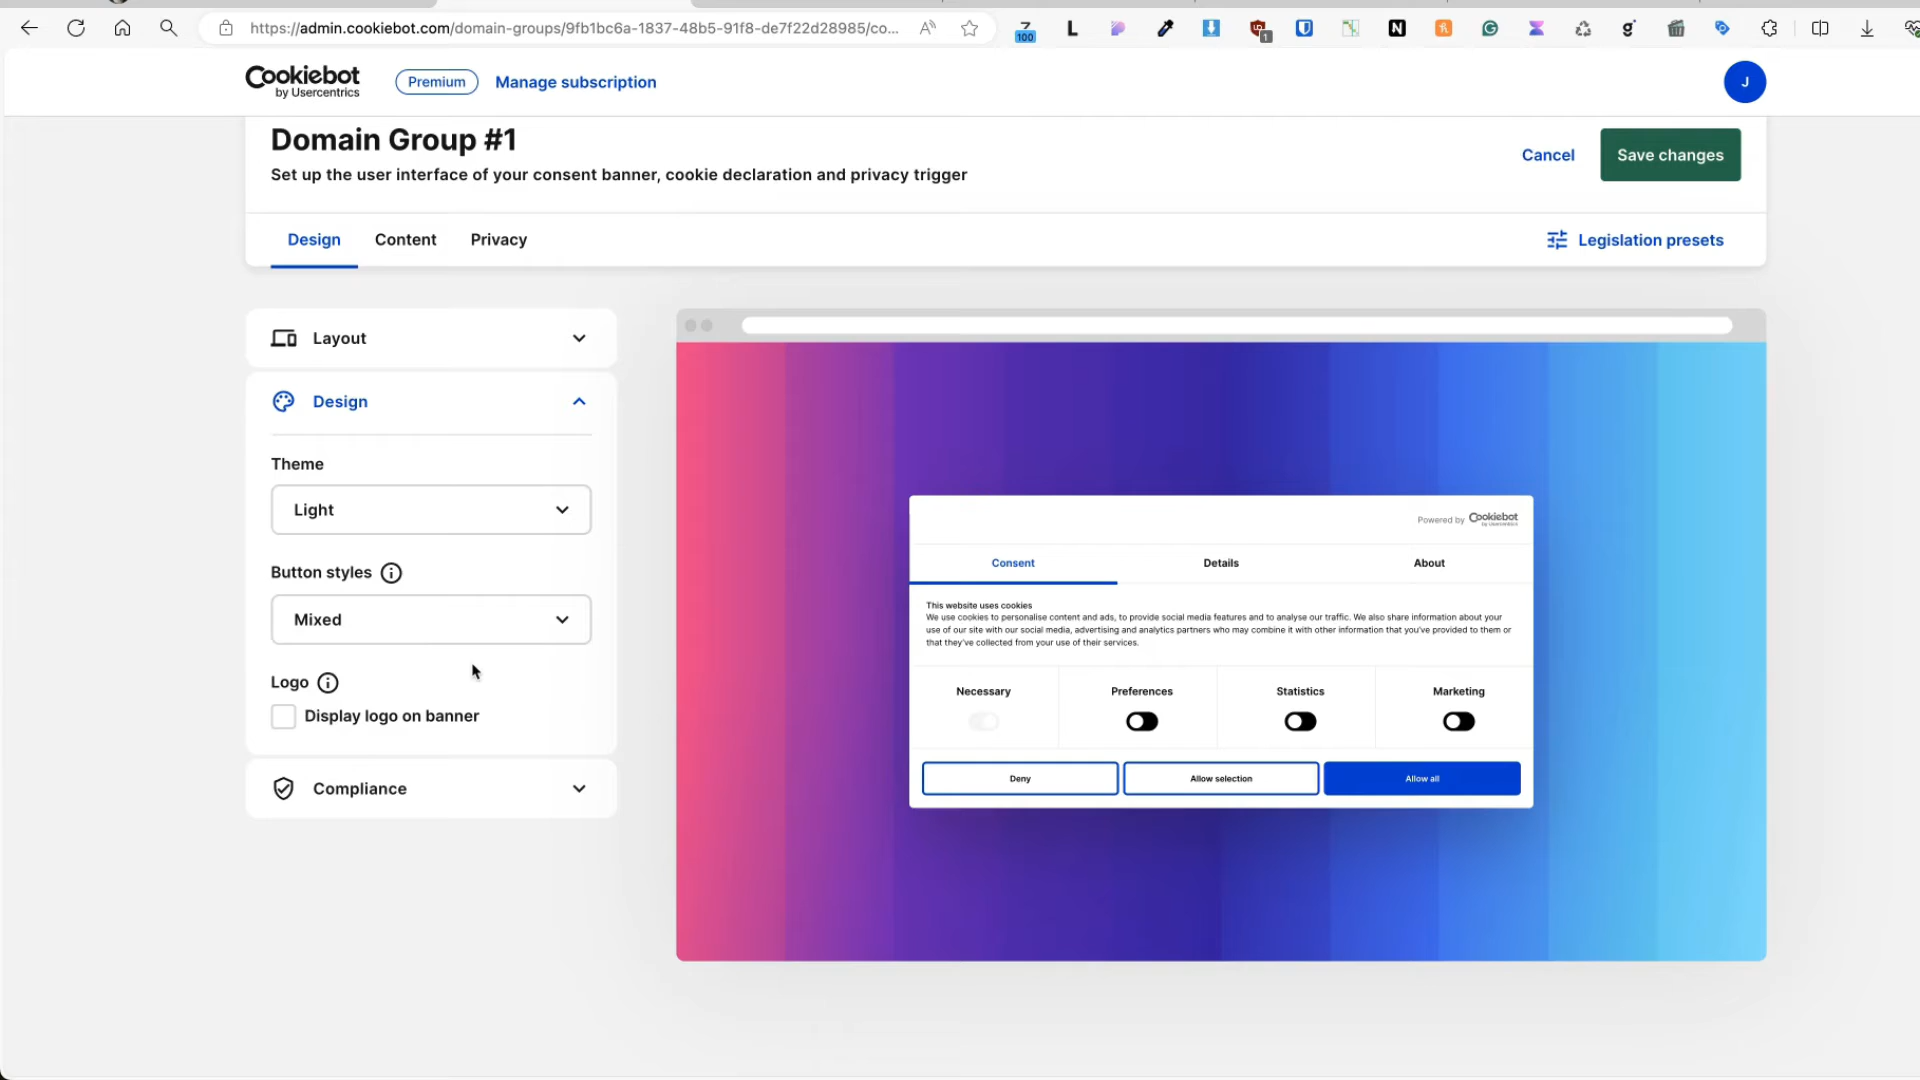 https://admin.cookiebot.com/domain-groups/9fb1bc6a-1837-48b5-91f8-de7f22d28985/co...
100
L
N
1
Cookiebot
by Usercentrics
Premium
Manage subscription
J
Domain Group #1
Set up the user interface of your consent banner, cookie declaration and privacy trigger
Cancel
Save changes
Design
Content
Privacy
Legislation presets
Layout
Design
Theme
Light
Button styles
Mixed
Logo
Display logo on banner
Compliance
Powered by Cookiebot
by Usercentrics
Consent
Details
About
This website uses cookies
We use cookies to personalise content and ads, to provide social media features and to analyse our traffic. We also share information about your
use of our site with our social media, advertising and analytics partners who may combine it with other information that you've provided to them or
that they've collected from your use of their services.
Necessary
Preferences
Statistics
Marketing
Deny
Allow selection
Allow all